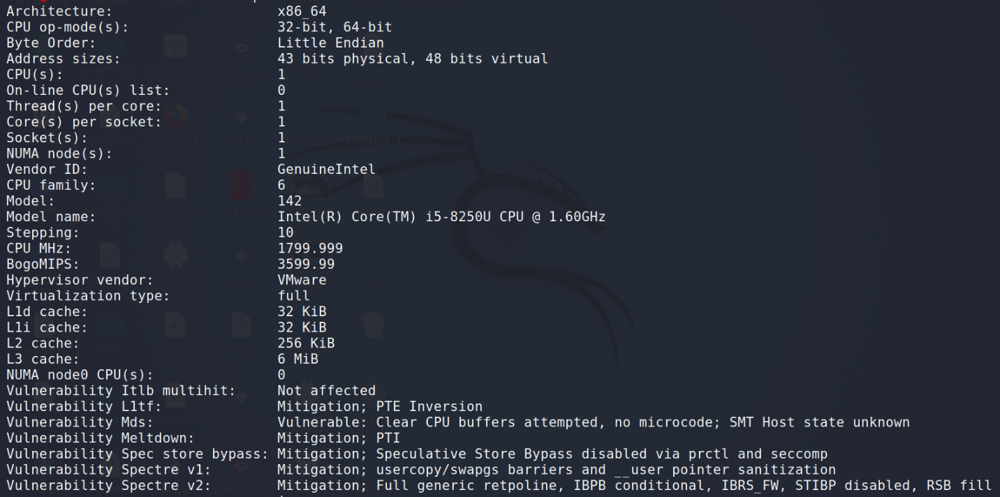 Architecture: x86_64
CPU op-mode(s): 32-bit, 64-bit
Byte Order: Little Endian
Address sizes: 43 bits physical, 48 bits virtual
CPU(s): 1
On-line CPU(s) list: 0
Thread(s) per core: 1
Core(s) per socket: 1
Socket(s): 1
NUMA node(s): 1
Vendor ID: GenuineIntel
CPU family: 6
Model: 142
Model name: Intel(R) Core(TM) i5-8250U CPU @ 1.60GHz
Stepping: 10
CPU MHz: 1799.999
BogoMIPS: 3599.99
Hypervisor vendor: VMware
Virtualization type: full
L1d cache: 32 KiB
L1i cache: 32 KiB
L2 cache: 256 KiB
L3 cache: 6 MiB
NUMA node0 CPU(s): 0
Vulnerability Itlb multihit: Not affected
Vulnerability L1tf: Mitigation; PTE Inversion
Vulnerability Mds: Vulnerable: Clear CPU buffers attempted, no microcode; SMT Host state unknown
Vulnerability Meltdown: Mitigation; PTI
Vulnerability Spec store bypass: Mitigation; Speculative Store Bypass disabled via prctl and seccomp
Vulnerability Spectre v1: Mitigation; usercopy/swapgs barriers and __user pointer sanitization
Vulnerability Spectre v2: Mitigation; Full generic retpoline, IBPB conditional, IBRS_FW, STIBP disabled, RSB fill